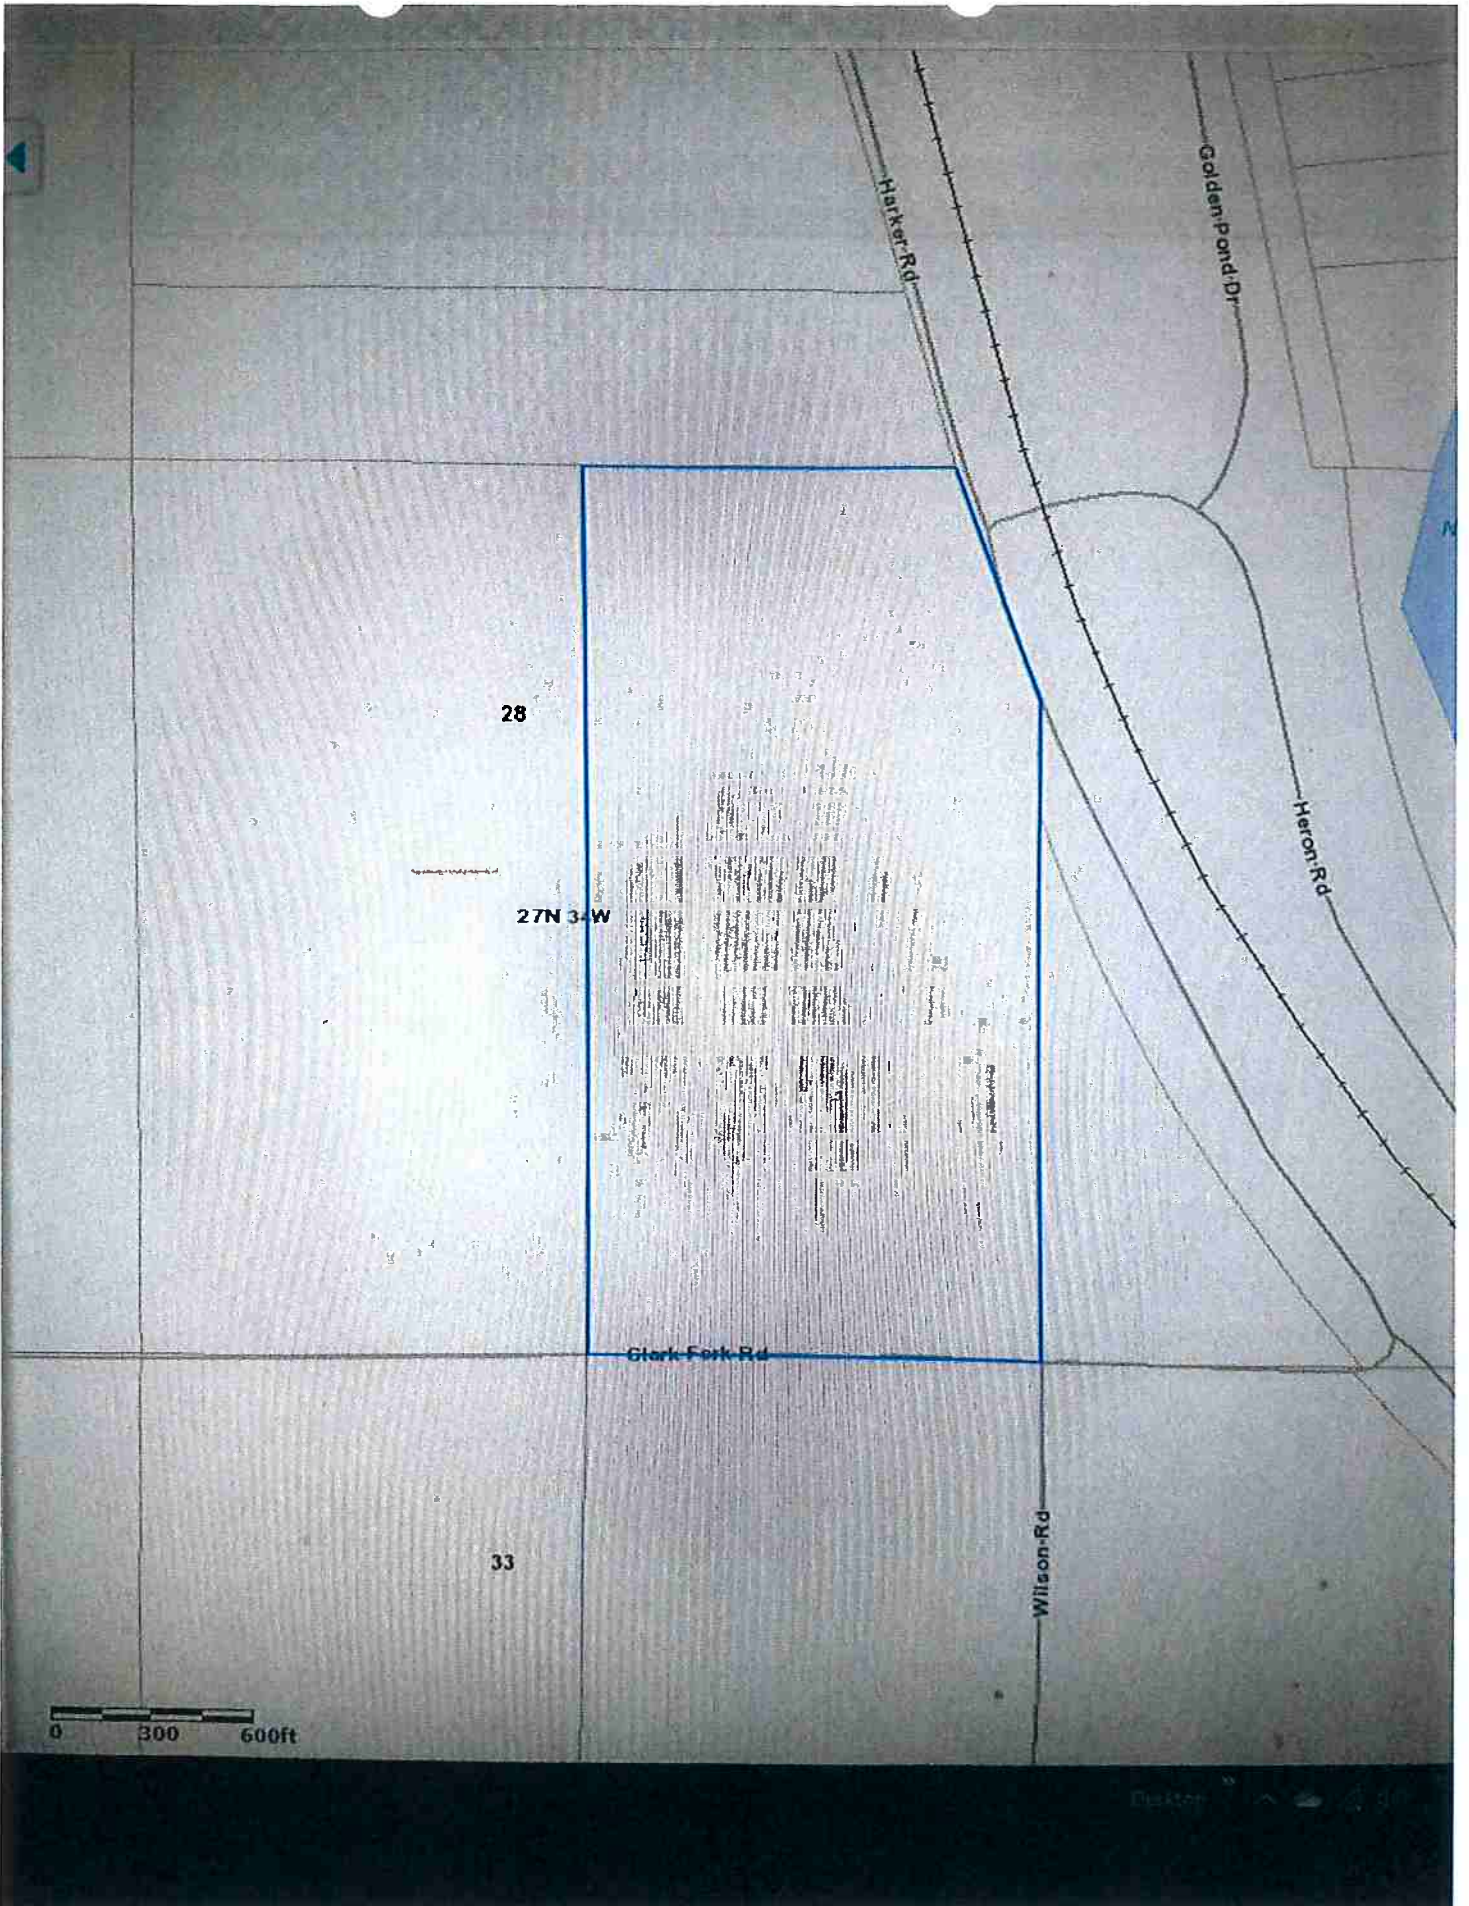 Harker Rd
Golden Pond Dr
28
Heron Rd
27N 34W
Clark Fork Rd
33
Wilson Rd
0 300 600ft
Desktop